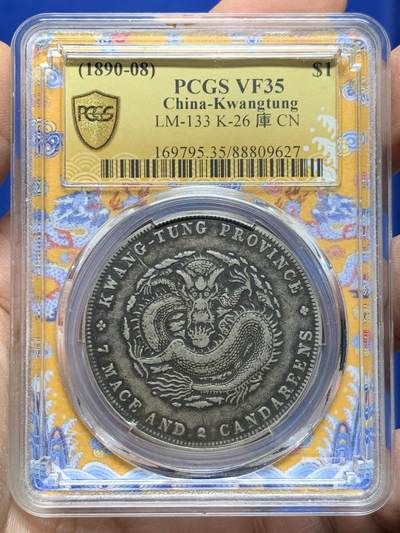 (1890-08) $1
PCGS VF35
China-Kwangtung
LM-133 K-26 庫 CN
169795.35/88809627
PCGS
KWANG-TUNG PROVINCE
7 MACE AND 2 CANDAREENS